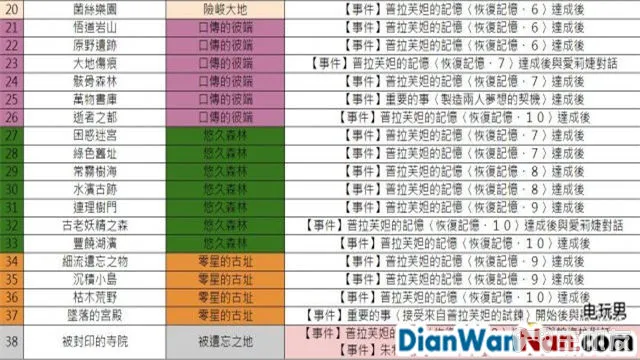 20 菌絲樂園 險峻大地 【事件】普拉芙妲的記憶〈恢復記憶．6〉達成後
21 悟道岩山 口傳的彼端 【事件】普拉芙妲的記憶〈恢復記憶．6〉達成後
22 原野遺跡 口傳的彼端 【事件】普拉芙妲的記憶〈恢復記憶．6〉達成後
23 大地傷痕 口傳的彼端 【事件】普拉芙妲的記憶〈恢復記憶．7〉達成後與愛莉婕對話
24 骸骨森林 口傳的彼端 【事件】普拉芙妲的記憶〈恢復記憶．7〉達成後
25 萬物書庫 口傳的彼端 【事件】重要的事〈製造兩人夢想的契機〉達成後
26 逝者之都 口傳的彼端 【事件】普拉芙妲的記憶〈恢復記憶．10〉達成後
27 困惑迷宮 悠久森林 【事件】普拉芙妲的記憶〈恢復記憶．7〉達成後
28 綠色舊址 悠久森林 【事件】普拉芙妲的記憶〈恢復記憶．7〉達成後
29 常霧樹海 悠久森林 【事件】普拉芙妲的記憶〈恢復記憶．8〉達成後
30 水濱古跡 悠久森林 【事件】普拉芙妲的記憶〈恢復記憶．8〉達成後
31 連理樹門 悠久森林 【事件】普拉芙妲的記憶〈恢復記憶．9〉達成後
32 古老妖精之森 悠久森林 【事件】普拉芙妲的記憶〈恢復記憶．10〉達成後與愛莉婕對話
33 豐饒湖濱 悠久森林 【事件】普拉芙妲的記憶〈恢復記憶．10〉達成後
34 細流遺忘之物 零星的古址 【事件】普拉芙妲的記憶〈恢復記憶．9〉達成後
35 沉積小島 零星的古址 【事件】普拉芙妲的記憶〈恢復記憶．9〉達成後
36 枯木荒野 零星的古址 【事件】普拉芙妲的記憶〈恢復記憶．10〉達成後
37 墜落的宮殿 零星的古址 【事件】重要的事〈接受來自普拉芙妲的試鍊〉開始後與
电玩男
38 被封印的寺院 被遺忘之地 【事件】普拉芙妲的記憶〈恢復記憶
【事件】
DianWanNan.com